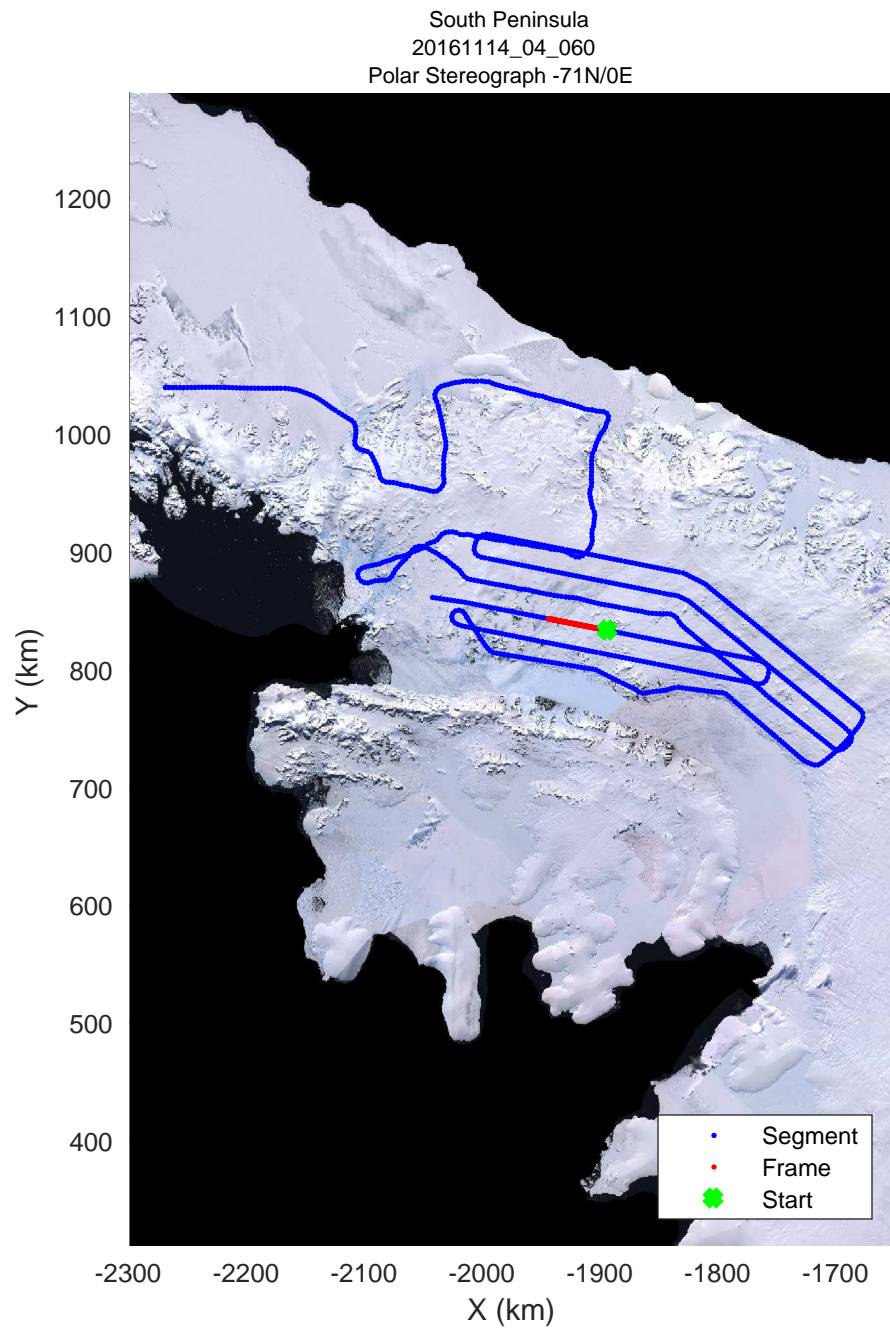 South Peninsula
20161114_04_060
Polar Stereograph -71N/0E
1200
1100
1000
900
800
700
600
500
400
Y (km)
Segment
Frame
Start
-2300 -2200 -2100 -2000 -1900 -1800 -1700
X (km)